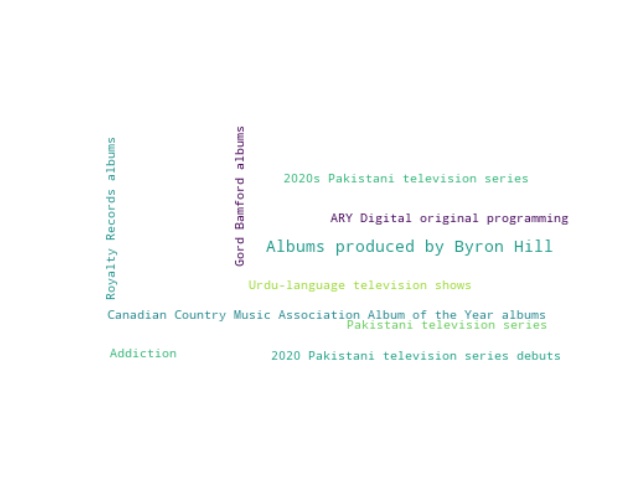 Royalty Records albums
Gord Bamford albums
2020s Pakistani television series
ARY Digital original programming
Albums produced by Byron Hill
Urdu-language television shows
Canadian Country Music Association Album of the Year albums
Pakistani television series
Addiction
2020 Pakistani television series debuts